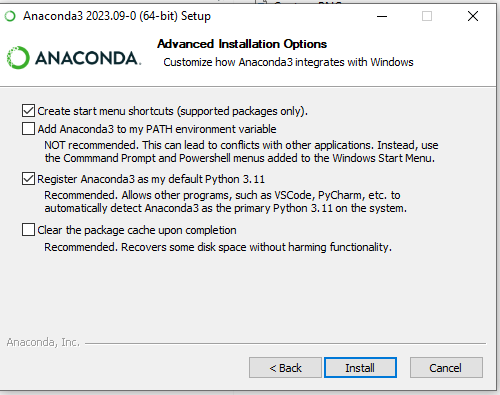 Anaconda3 2023.09-0 (64-bit) Setup
Advanced Installation Options
Customize how Anaconda3 integrates with Windows
ANACONDA.
Create start menu shortcuts (supported packages only).
Add Anaconda3 to my PATH environment variable
NOT recommended. This can lead to conflicts with other applications. Instead, use
the Commmand Prompt and Powershell menus added to the Windows Start Menu.
Register Anaconda3 as my default Python 3.11
Recommended. Allows other programs, such as VSCode, PyCharm, etc. to
automatically detect Anaconda3 as the primary Python 3.11 on the system.
Clear the package cache upon completion
Recommended. Recovers some disk space without harming functionality.
Anaconda, Inc.
< Back
Install
Cancel